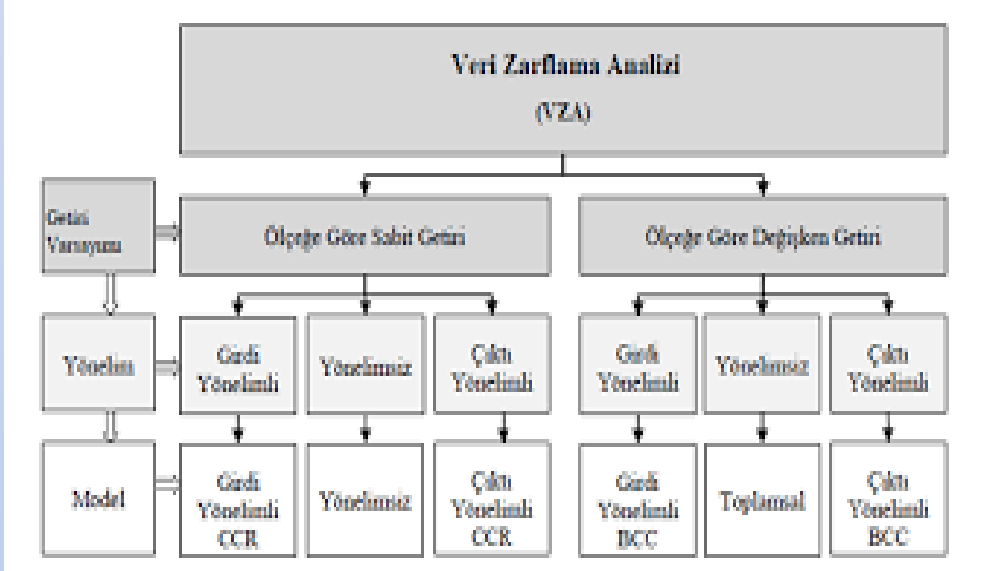 Veri Zarflama Analizi
(VZA)
Getiri
Varsayımı
Ölçeğe Göre Sabit Getiri
Ölçeğe Göre Değişken Getiri
Yönelim
Girdi
Yönelimli
Yönelimsiz
Çıktı
Yönelimli
Girdi
Yönelimli
Yönelimsiz
Çıktı
Yönelimli
Model
Girdi
Yönelimli
CCR
Yönelimsiz
Çıktı
Yönelimli
CCR
Girdi
Yönelimli
BCC
Toplamsal
Çıktı
Yönelimli
BCC